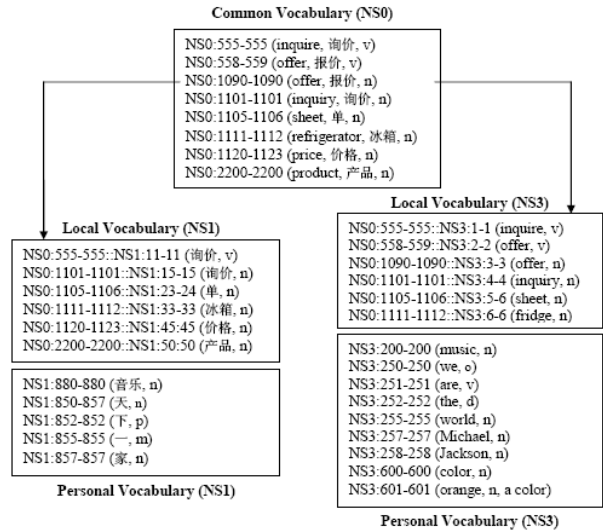 Common Vocabulary (NS0)
NS0:555-555 (inquire, 询价, v)
NS0:558-559 (offer, 报价, v)
NS0:1090-1090 (offer, 报价, n)
NS0:1101-1101 (inquiry, 询价, n)
NS0:1105-1106 (sheet, 单, n)
NS0:1111-1112 (refrigerator, 冰箱, n)
NS0:1120-1123 (price, 价格, n)
NS0:2200-2200 (product, 产品, n)
Local Vocabulary (NS1)
NS0:555-555::NS1:11-11 (询价, v)
NS0:1101-1101::NS1:15-15 (询价, n)
NS0:1105-1106::NS1:23-24 (单, n)
NS0:1111-1112::NS1:33-33 (冰箱, n)
NS0:1120-1123::NS1:45:45 (价格, n)
NS0:2200-2200::NS1:50:50 (产品, n)
NS1:880-880 (音乐, n)
NS1:850-857 (天, n)
NS1:852-852 (下, p)
NS1:855-855 (一, m)
NS1:857-857 (家, n)
Personal Vocabulary (NS1)
Local Vocabulary (NS3)
NS0:555-555::NS3:1-1 (inquire, v)
NS0:558-559::NS3:2-2 (offer, v)
NS0:1090-1090::NS3:3-3 (offer, n)
NS0:1101-1101::NS3:4-4 (inquiry, n)
NS0:1105-1106::NS3:5-6 (sheet, n)
NS0:1111-1112::NS3:6-6 (fridge, n)
NS3:200-200 (music, n)
NS3:250-250 (we, o)
NS3:251-251 (are, v)
NS3:252-252 (the, d)
NS3:255-255 (world, n)
NS3:257-257 (Michael, n)
NS3:258-258 (Jackson, n)
NS3:600-600 (color, n)
NS3:601-601 (orange, n, a color)
Personal Vocabulary (NS3)